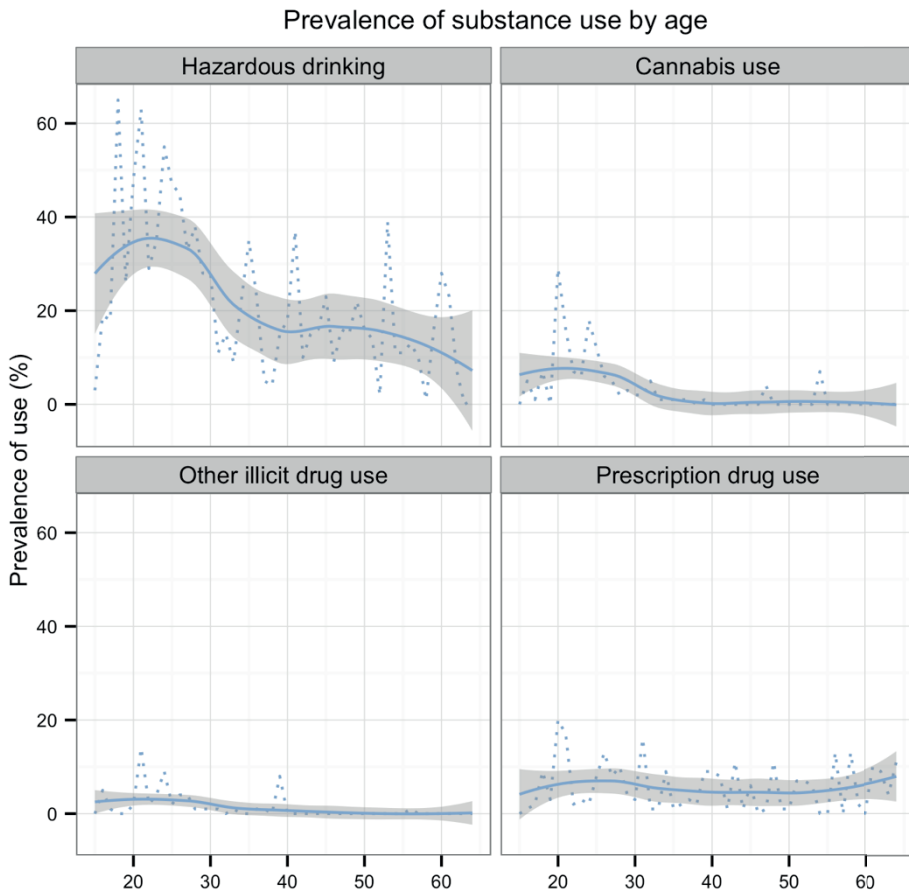 Prevalence of substance use by age
Hazardous drinking
Cannabis use
60
40
20
0
Other illicit drug use
Prescription drug use
Prevalence of use (%)
60
40
20
0
20 30 40 50 60
20 30 40 50 60